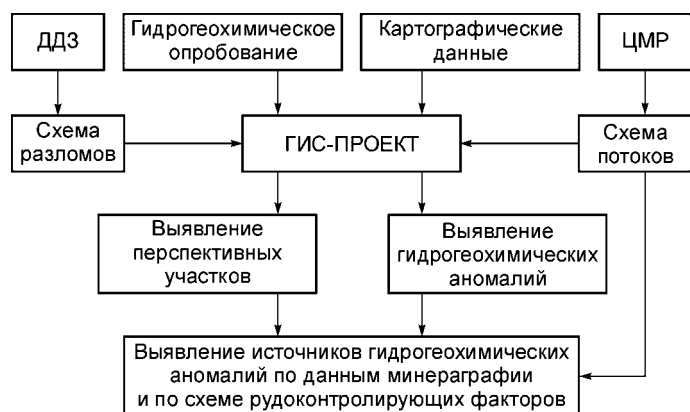 ДДЗ
Гидрогеохимическое
опробование
Картографические
данные
ЦМР
Схема
разломов
ГИС-ПРОЕКТ
Схема
потоков
Выявление
перспективных
участков
Выявление
гидрогеохимических
аномалий
Выявление источников гидрогеохимических
аномалий по данным минераграфии
и по схеме рудоконтролирующих факторов